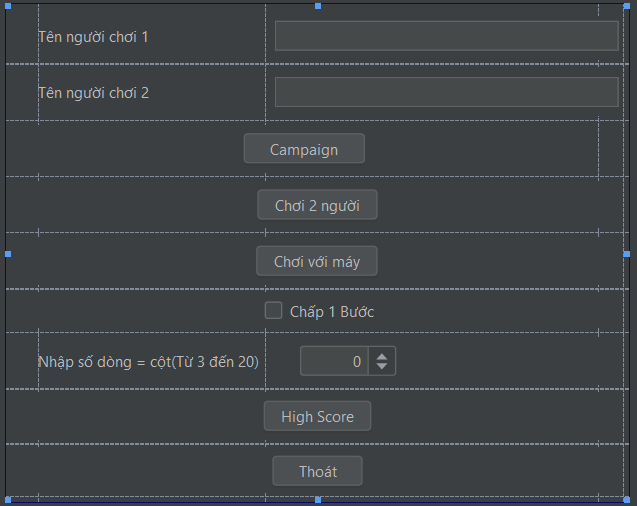 Tên người chơi 1
Tên người chơi 2
Campaign
Chơi 2 người
Chơi với máy
Chấp 1 Bước
Nhập số dòng = cột(Từ 3 đến 20) 0
High Score
Thoát